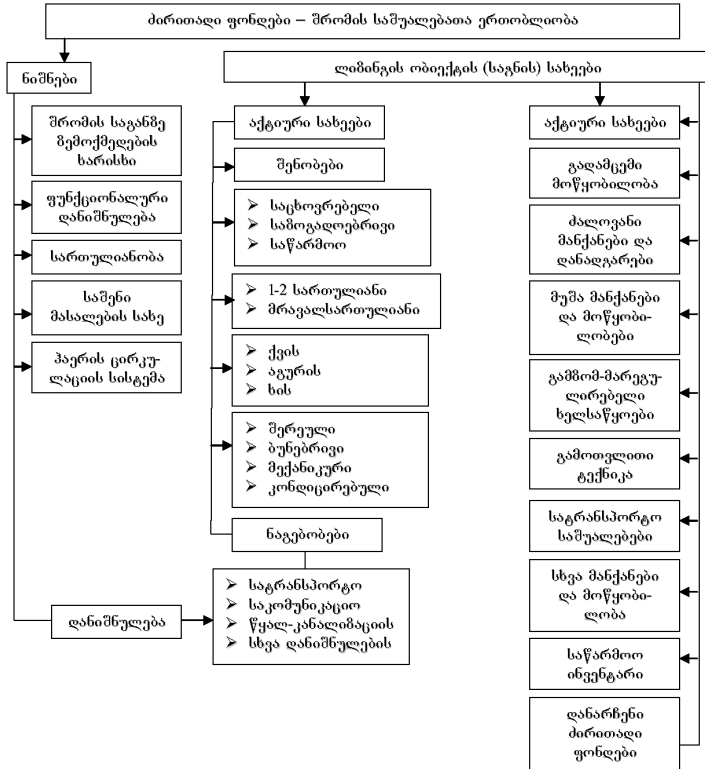 ძირითადი ფონდები – შრომის საშუალებათა ერთობლიობა
ნიშნები
ლიზინგის ობიექტის (საგნის) სახეები
შრომის საგანზე
ზემოქმედების
ხარისხი
ფუნქციონალური
დანიშნულება
სართულიანობა
საშენი
მასალების სახე
ჰაერის ცირკუ-
ლაციის სისტემა
დანიშნულება
აქტიური სახეები
შენობები
➢ საცხოვრებელი
➢ საზოგადოებრივი
➢ საწარმოო
➢ 1-2 სართულიანი
➢ მრავალსართულიანი
➢ ქვის
➢ აგურის
➢ ხის
➢ შერეული
➢ ბუნებრივი
➢ მექანიკური
➢ კონდიცირებული
ნაგებობები
➢ სატრანსპორტო
➢ საკომუნიკაციო
➢ წყალ-კანალიზაციის
➢ სხვა დანიშნულების
აქტიური სახეები
გადამცემი
მოწყობილობა
ძალოვანი
მანქანები და
დანადგარები
მუშა მანქანები
და მოწყობი-
ლობები
გამზომ-მარეგუ-
ლირებელი
ხელსაწყოები
გამოთვლითი
ტექნიკა
სატრანსპორტო
საშუალებები
სხვა მანქანები
და მოწყობი-
ლობა
საწარმოო
ინვენტარი
დანარჩენი
ძირითადი
ფონდები